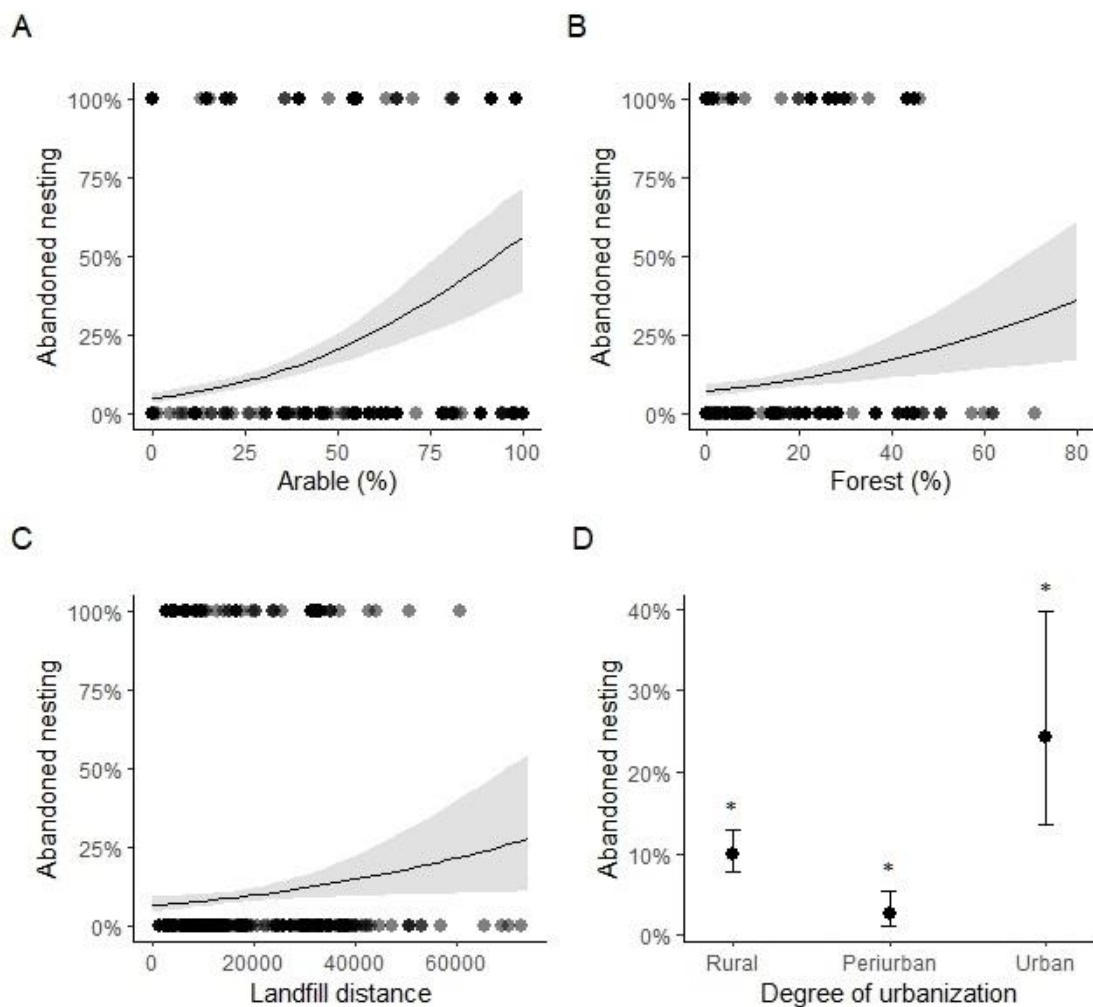 A
B
100%
75%
50%
25%
0%
Abandoned nesting
0 25 50 75 100
Arable (%)
100%
75%
50%
25%
0%
Abandoned nesting
0 20 40 60 80
Forest (%)
C
D
100%
75%
50%
25%
0%
Abandoned nesting
0 20000 40000 60000
Landfill distance
40%
30%
20%
10%
0%
Abandoned nesting
*
*
*
Rural Periurban Urban
Degree of urbanization